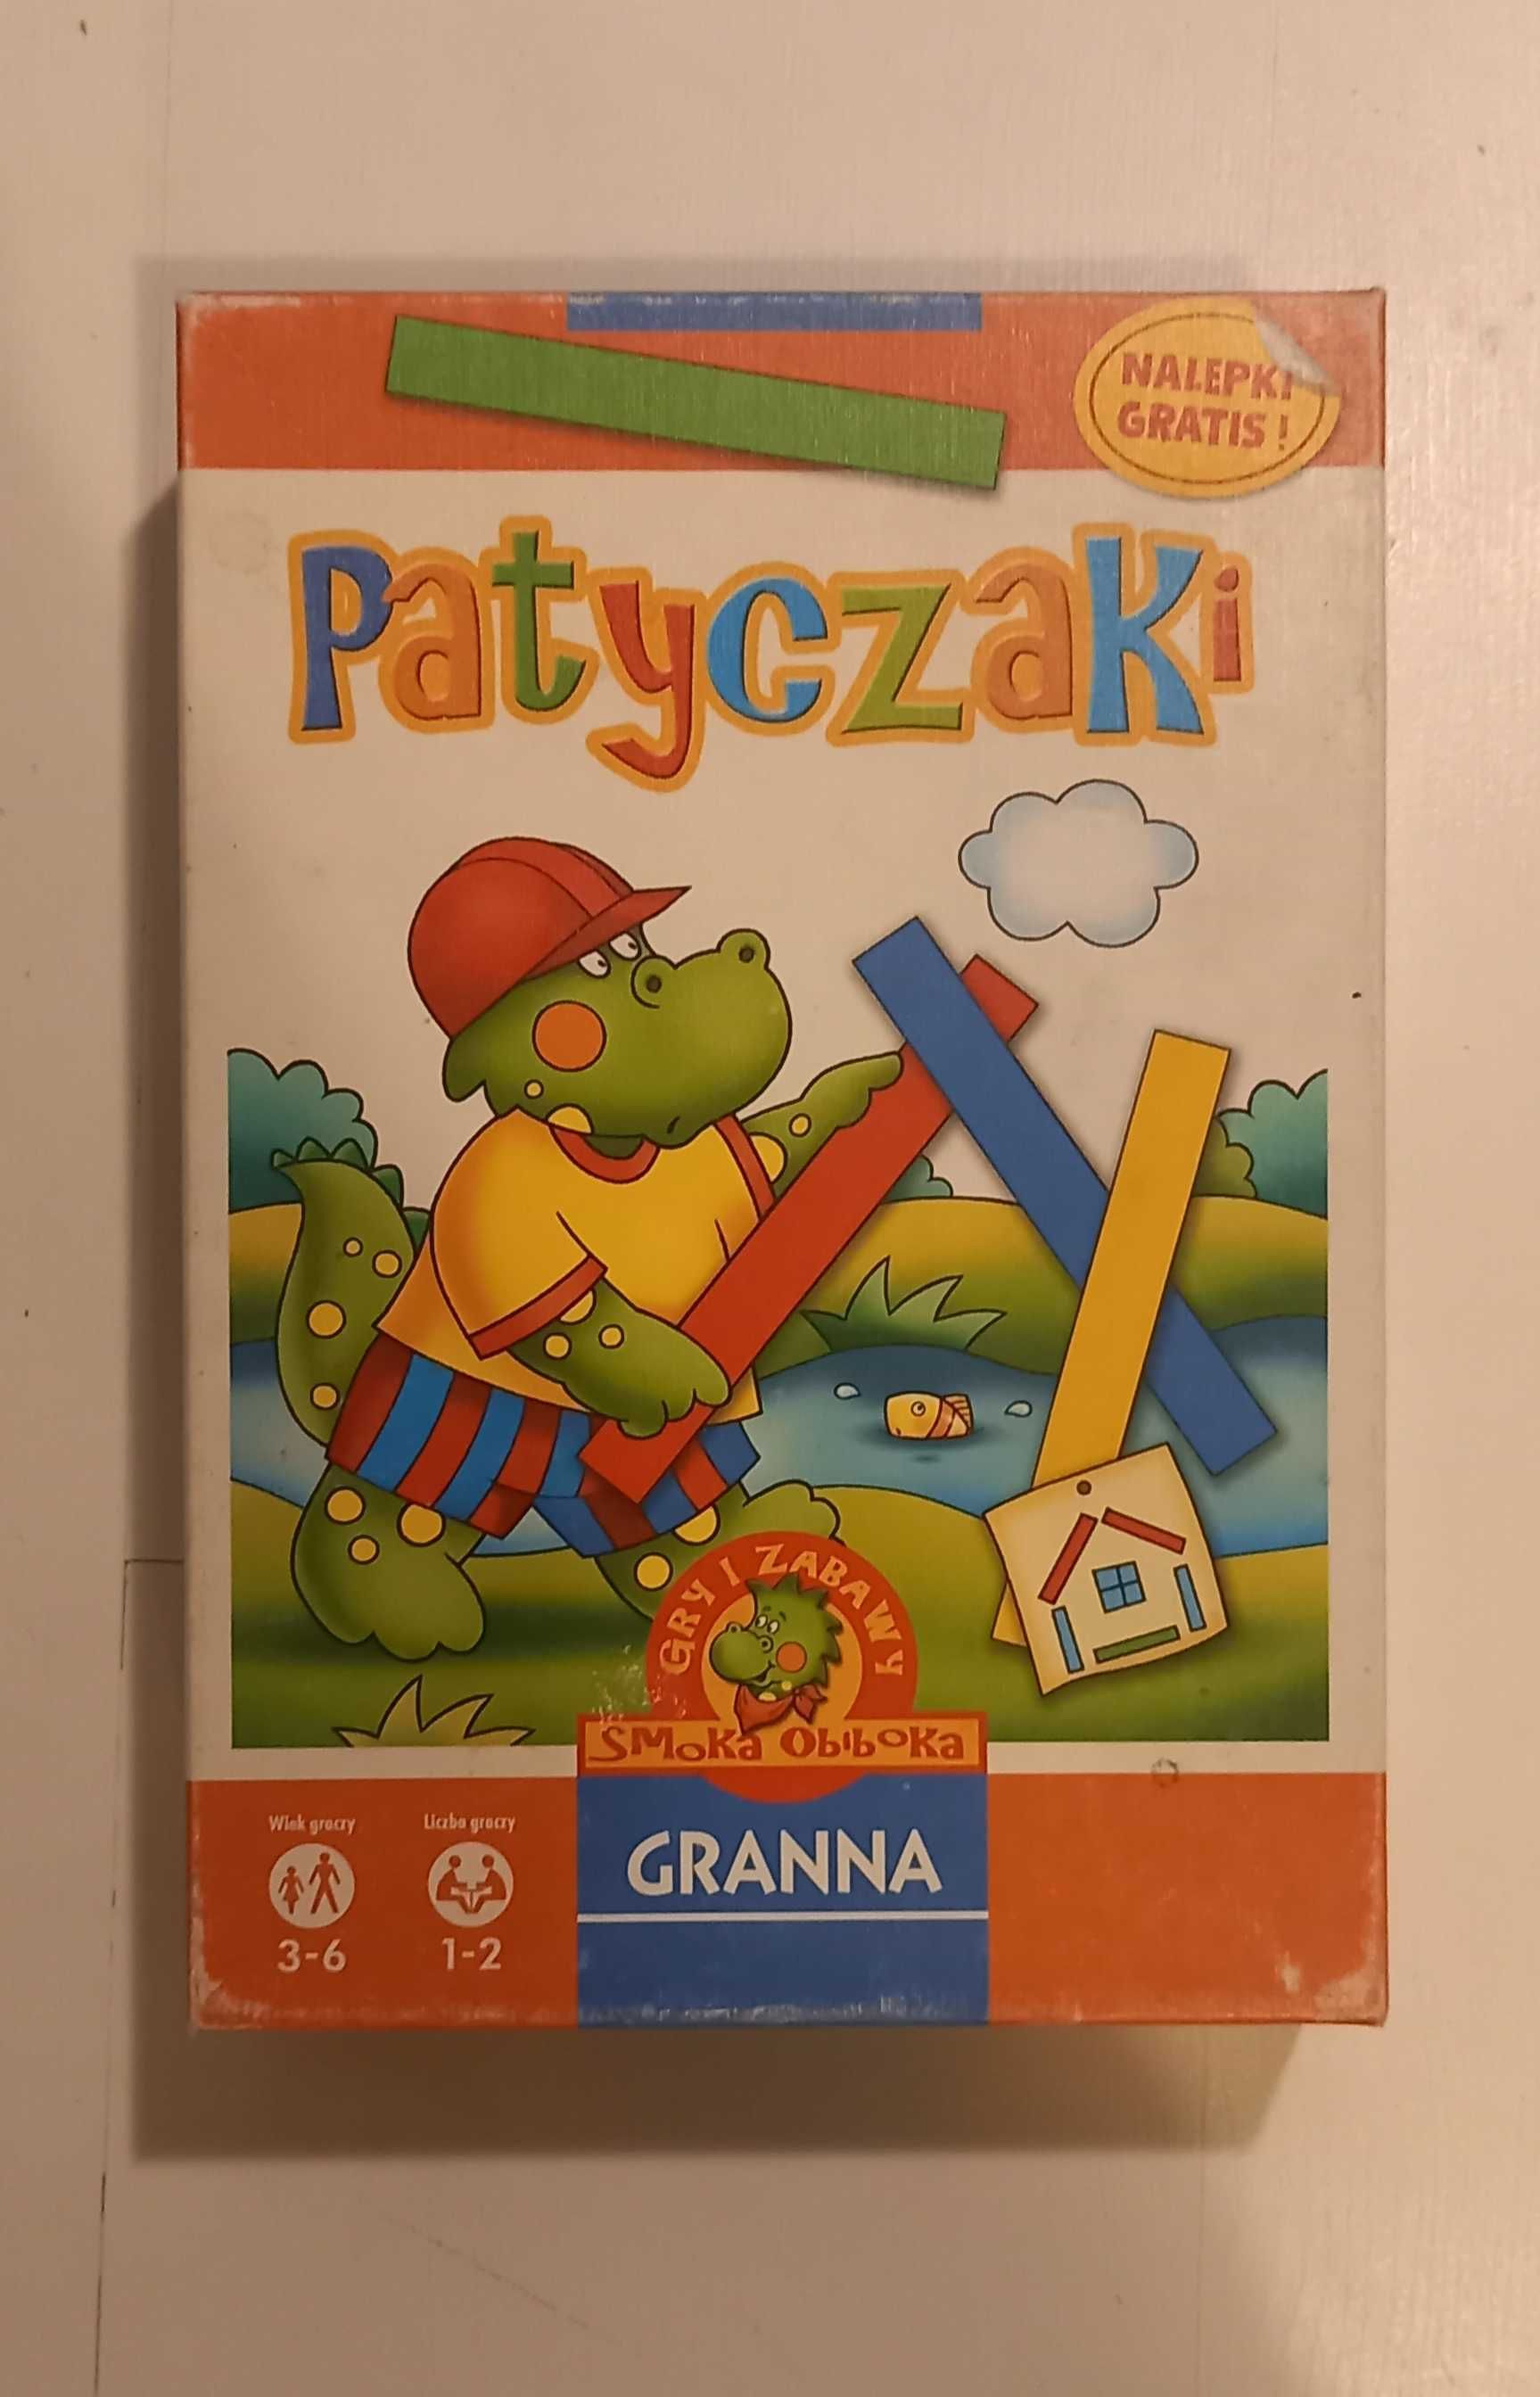 NALEPKI
GRATIS!
Patyczaki
GRY I ZABAWY
SMOKA OBIBOKA
GRANNA
Wiek graczy
3-6
Liczba graczy
1-2